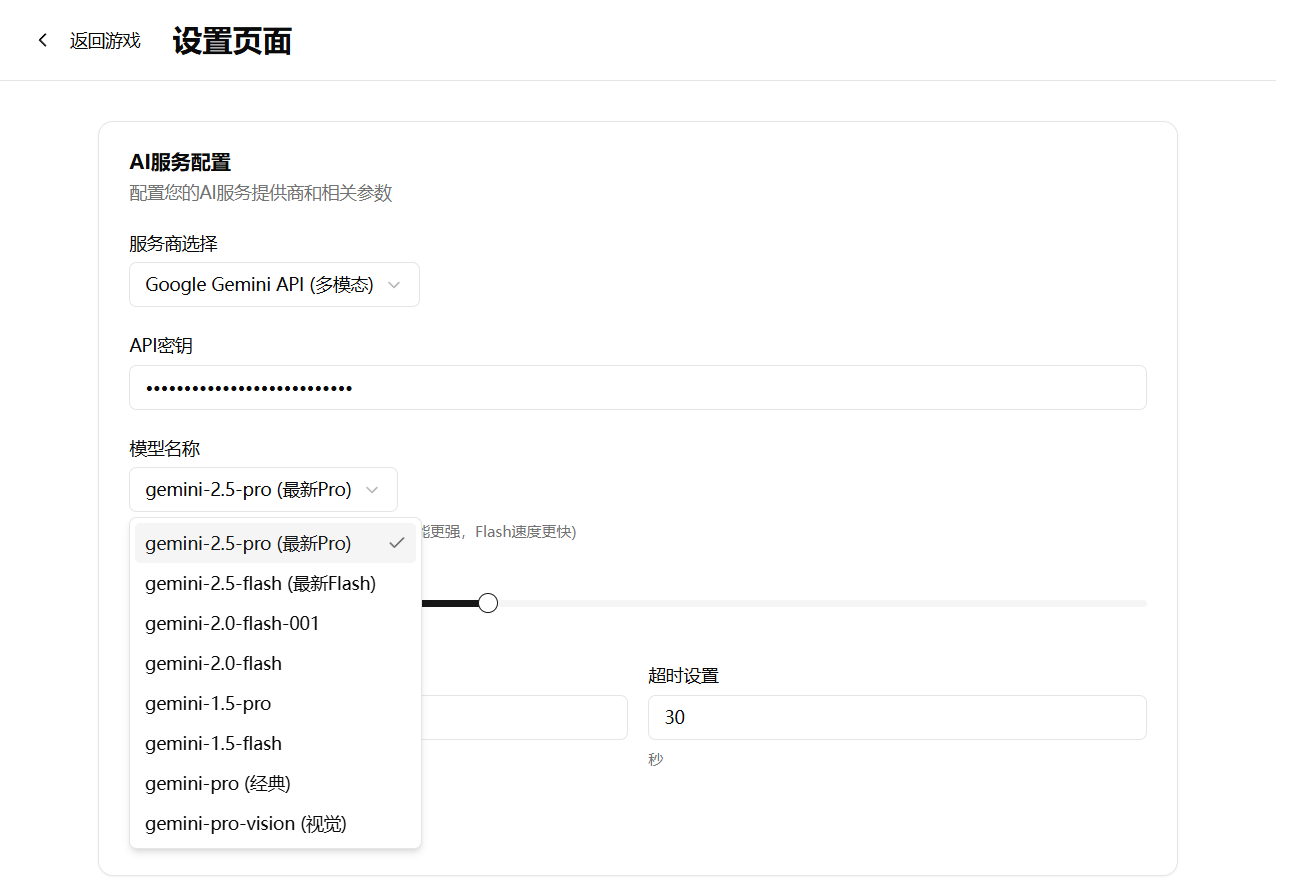 返回游戏
设置页面
AI服务配置
配置您的AI服务提供商和相关参数
服务商选择
Google Gemini API (多模态)
API密钥
••••••••••••••••••••••••••••
模型名称
gemini-2.5-pro (最新Pro)
更强，Flash速度更快)
gemini-2.5-pro (最新Pro)
gemini-2.5-flash (最新Flash)
gemini-2.0-flash-001
gemini-2.0-flash
gemini-1.5-pro
gemini-1.5-flash
gemini-pro (经典)
gemini-pro-vision (视觉)
超时设置
30
秒